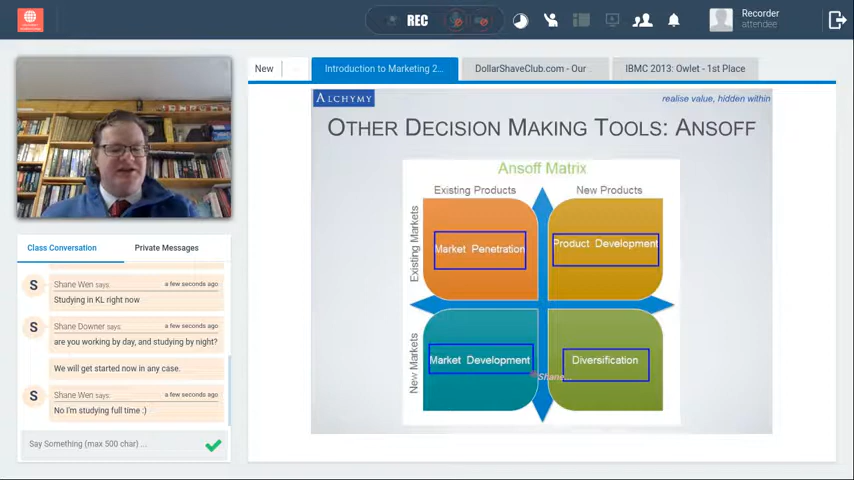 REC
Recorder
attendee
New
Introduction to Marketing 2...
DollarShaveClub.com - Our ...
IBMC 2013: Owlet - 1st Place
ALCHYMY
realise value, hidden within
OTHER DECISION MAKING TOOLS: ANSOFF
Ansoff Matrix
Existing Products
New Products
Existing Markets
Market Penetration
Product Development
New Markets
Market Development
Diversification
Shane...
Class Conversation
Private Messages
S
Shane Wen says:
a few seconds ago
Studying in KL right now
S
Shane Downer says:
a few seconds ago
are you working by day, and studying by night?
We will get started now in any case.
S
Shane Wen says:
a few seconds ago
No I'm studying full time :)
Say Something (max 500 char) ...